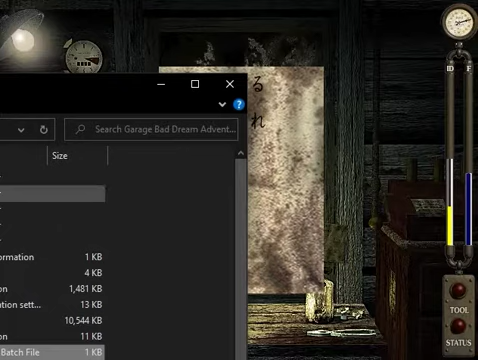 る
れ
ID F
?
Search Garage Bad Dream Advent...
Size
ormation 1 KB
4 KB
on 1,481 KB
ation sett... 13 KB
10,544 KB
on 11 KB
Batch File 1 KB
TOOL
STATUS